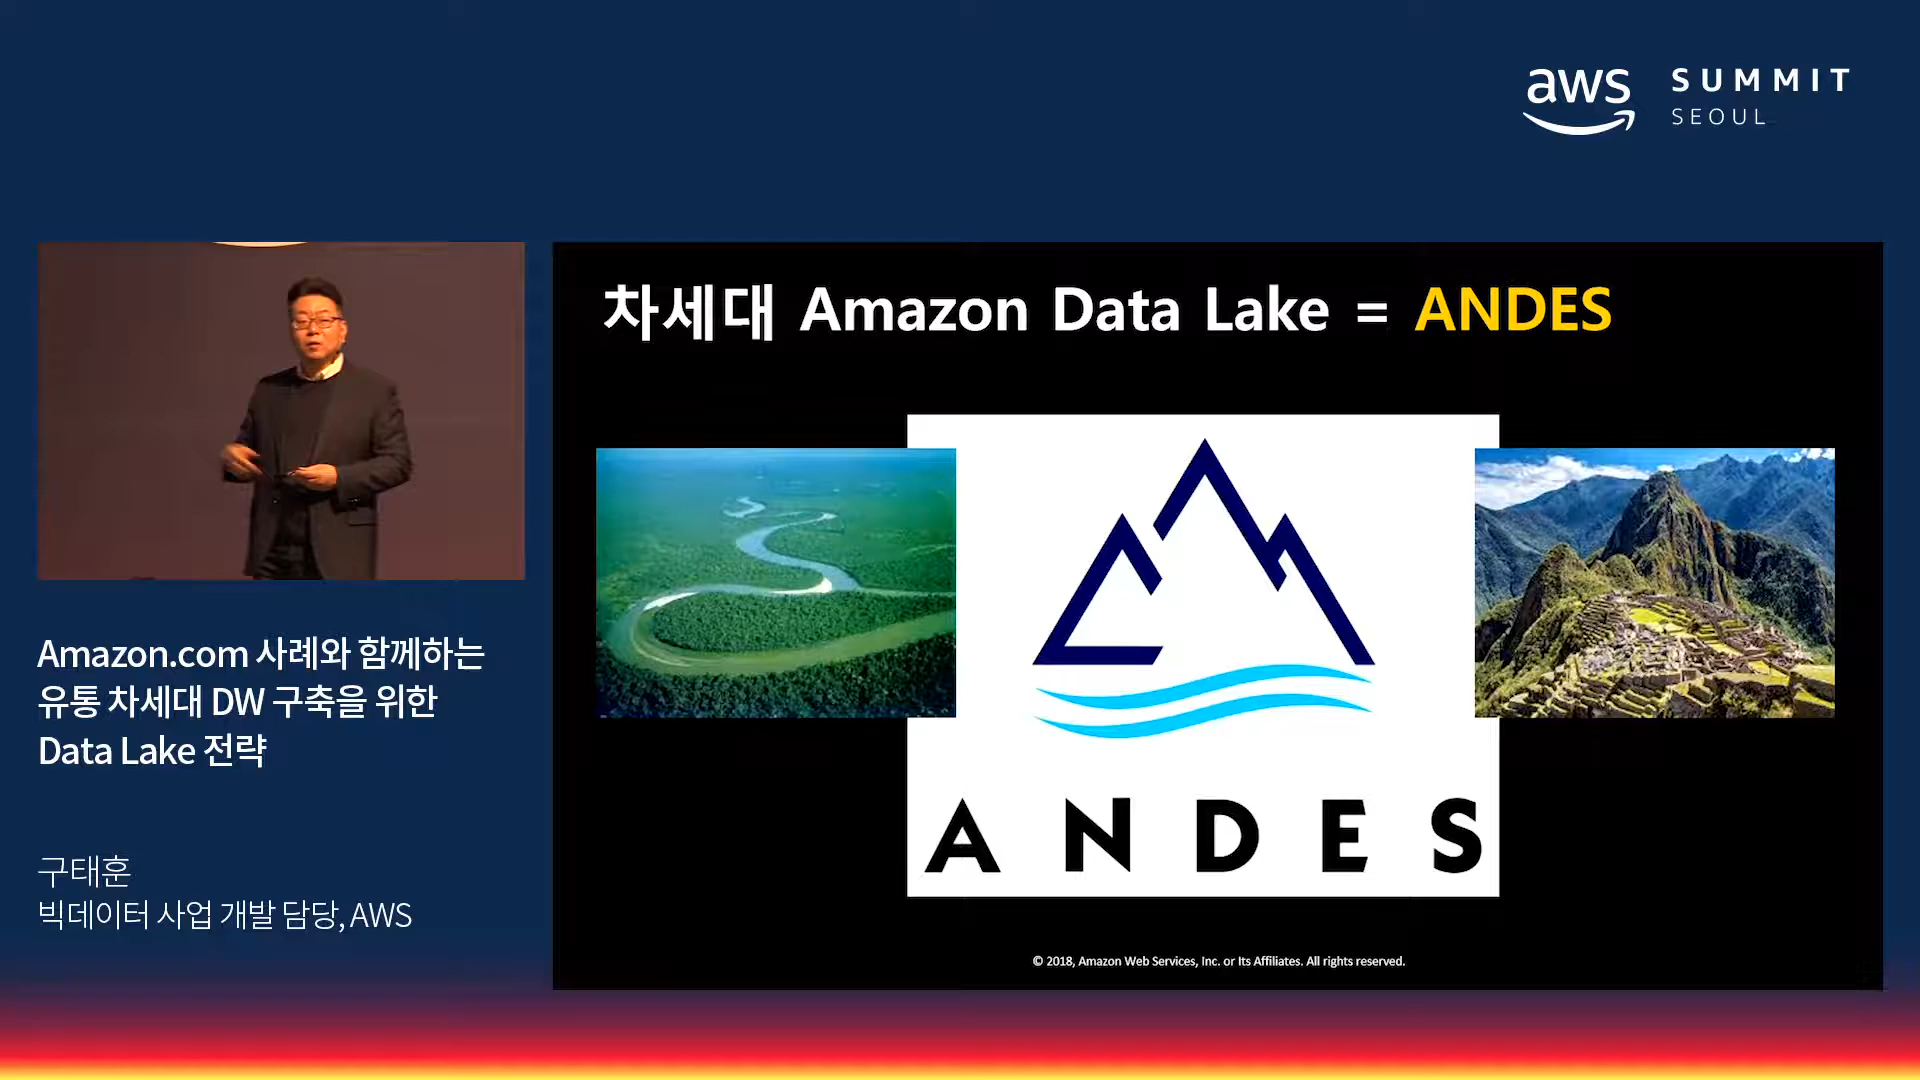 aws
SUMMIT
SEOUL
차세대 Amazon Data Lake = ANDES
ANDES
Amazon.com 사례와 함께하는
유통 차세대 DW 구축을 위한
Data Lake 전략
구태훈
빅데이터 사업 개발 담당, AWS
© 2018, Amazon Web Services, Inc. or Its Affiliates. All rights reserved.